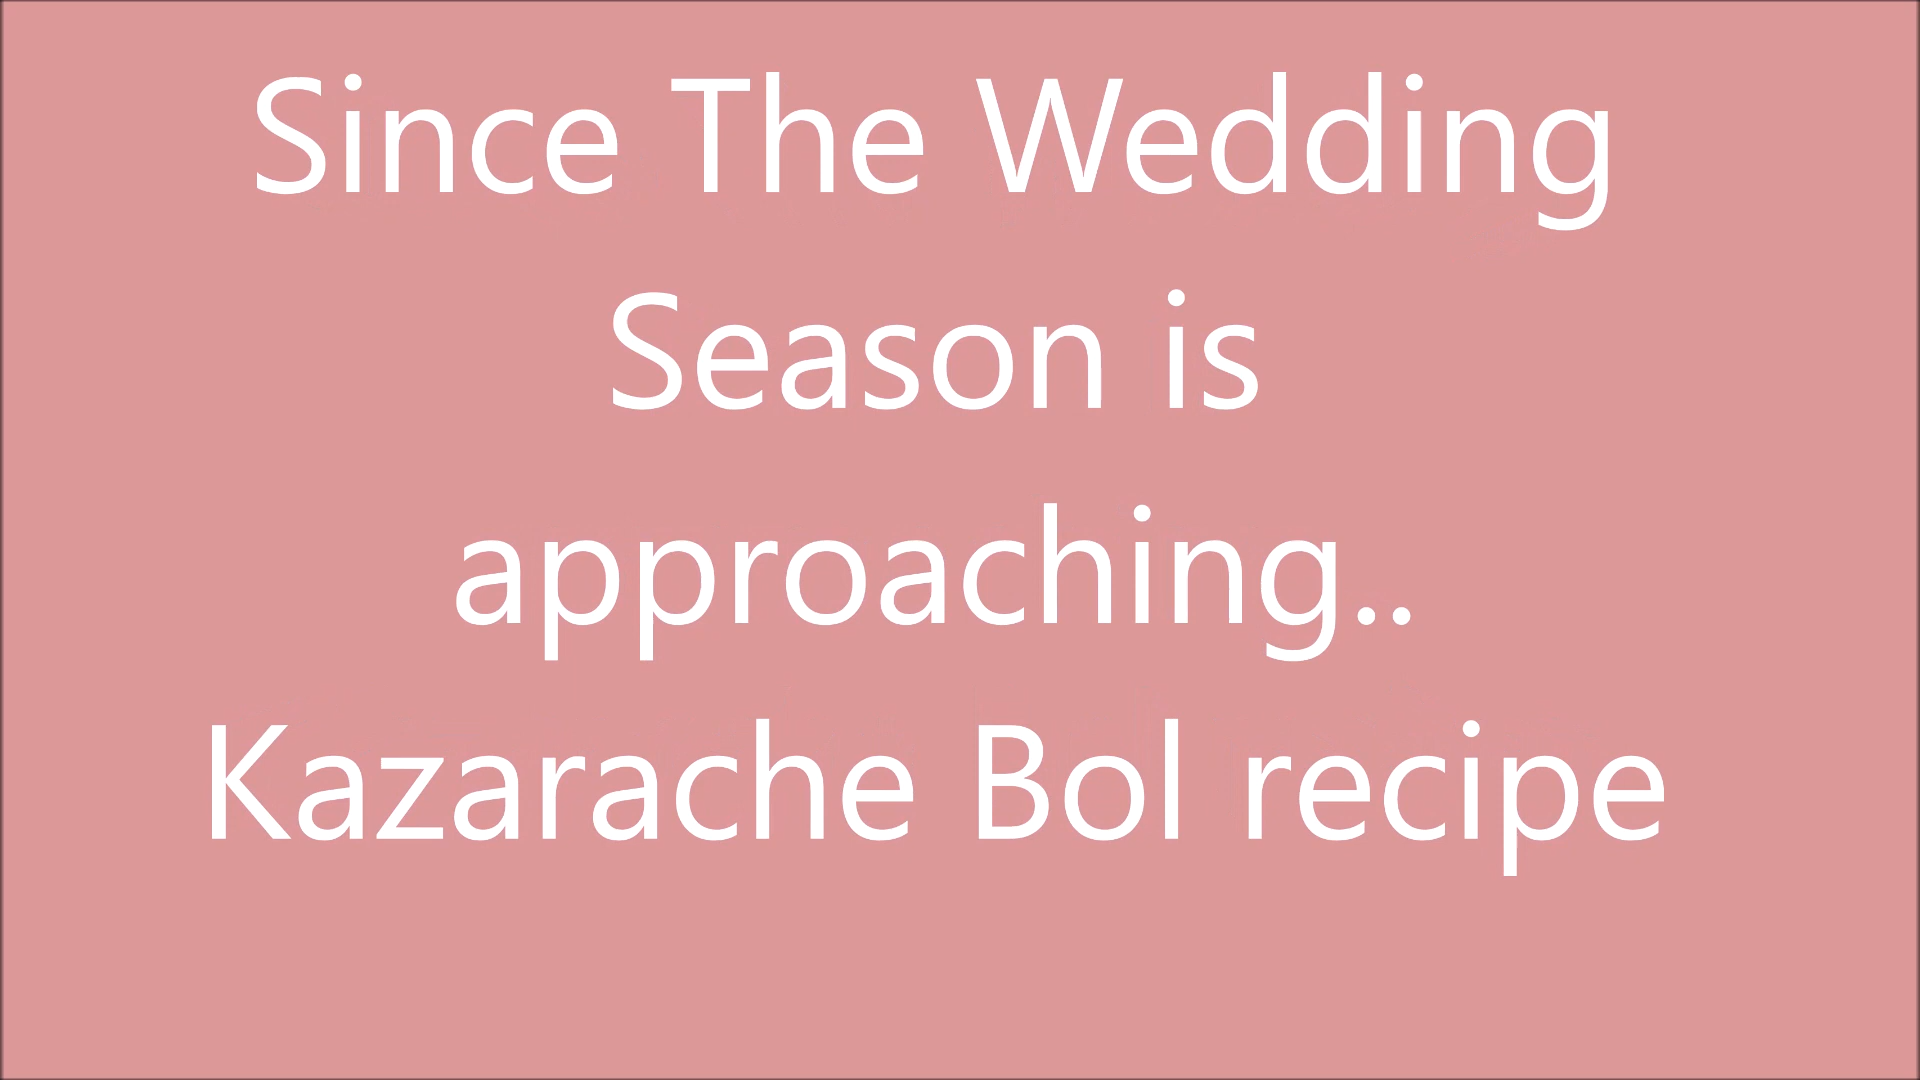 Since The Wedding
Season is
approaching..
Kazarache Bol recipe